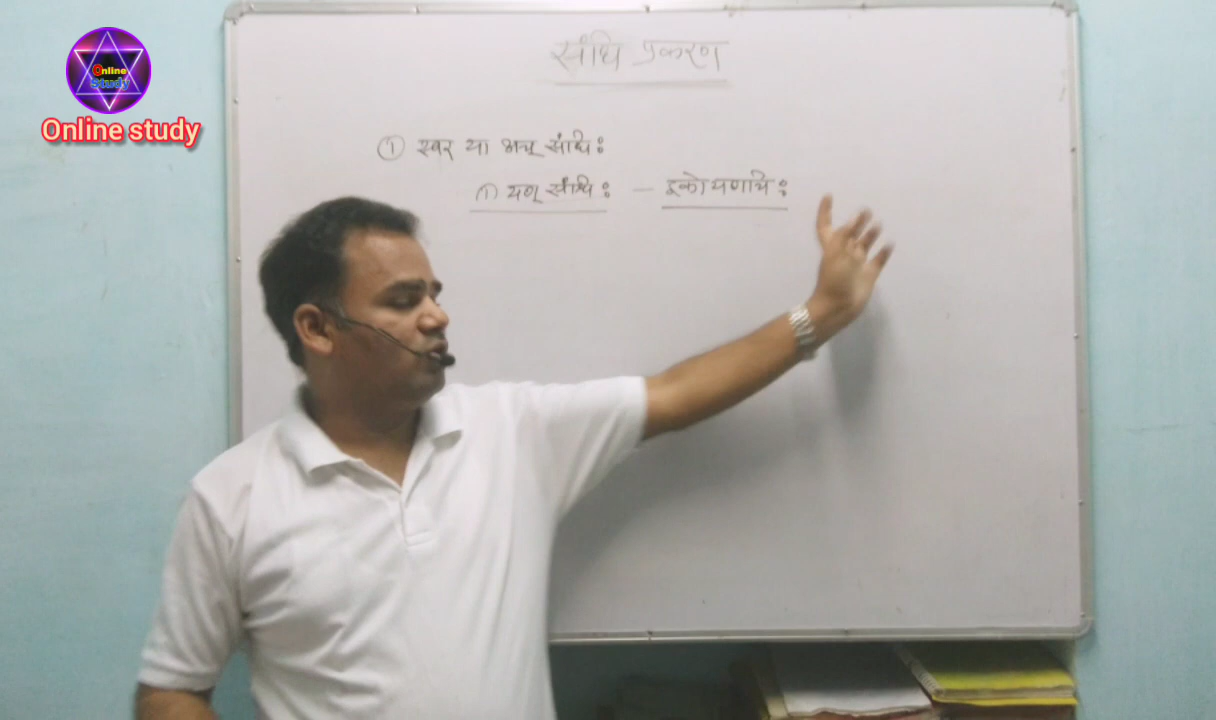 Online
Study
Online study
संधि प्रकरण
① स्वर या अच् संधि :
(1) यण् संधि : — इकोयणचि :